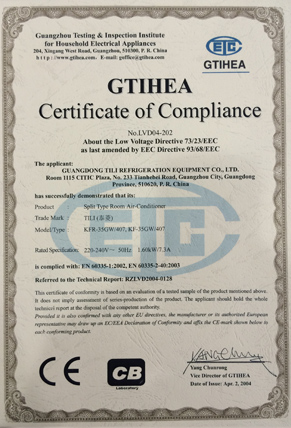 Guangzhou Testing & Inspection Institute
for Household Electrical Appliances
204, Xingang West Road, Guangzhou, 510300, P. R. China
http://www.gtihea.com. E-mail: goffice@gtihea.com
GTIHEA
GTIHEA
Certificate of Compliance
No.LVD04-202
About the Low Voltage Directive 73/23/EEC
as last amended by EEC Directive 93/68/EEC
The applicant:
GUANGDONG TILI REFRIGERATION EQUIPMENT CO., LTD.
Room 1115 CITIC Plaza, No. 233 Tianhebei Road, Guangzhou City, Guangdong
Province, 510620, P. R. China
has successfully demonstrated that its:
Product Split Type Room Air-Conditioner
Trade Mark TILI
Model/Type KFR-35GW/407, KF-35GW/407
Rated Specification 220-240V~ 50Hz 1.60kW/7.3A
is complied with: EN 60335-1:2002, EN 60335-2-40:2003
Refer to the Technical Report: RZLVD2004-0128
This certificate of conformity is based on an evaluation of a sample of the product mentioned above.
It does not imply assessment of series-production of the product. The applicant should hold the whole
technical report at the disposal of the competent authority.
Provided it is also conformed with any other EU directives, the manufacturer or its authorised European
representative may draw up an EC/EEA Declaration of Conformity and affix the CE-mark shown below to
each conforming product.
CE
CB
Laboratory
Yang Chunrong
Vice Director of GTIHEA
Date of Issue: Apr. 2, 2004